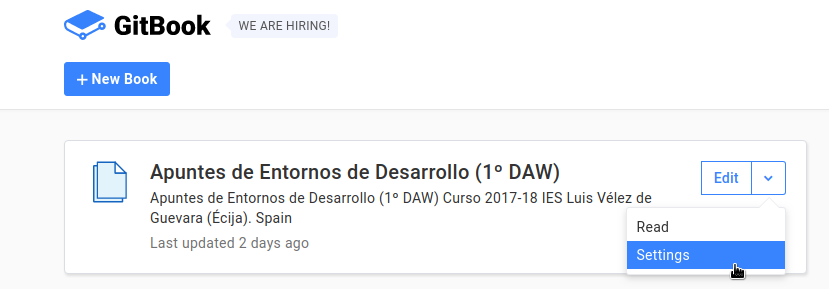 GitBook WE ARE HIRING!
+ New Book
Apuntes de Entornos de Desarrollo (1º DAW)
Edit
Apuntes de Entornos de Desarrollo (1º DAW) Curso 2017-18 IES Luis Vélez de
Guevara (Écija). Spain
Last updated 2 days ago
Read
Settings